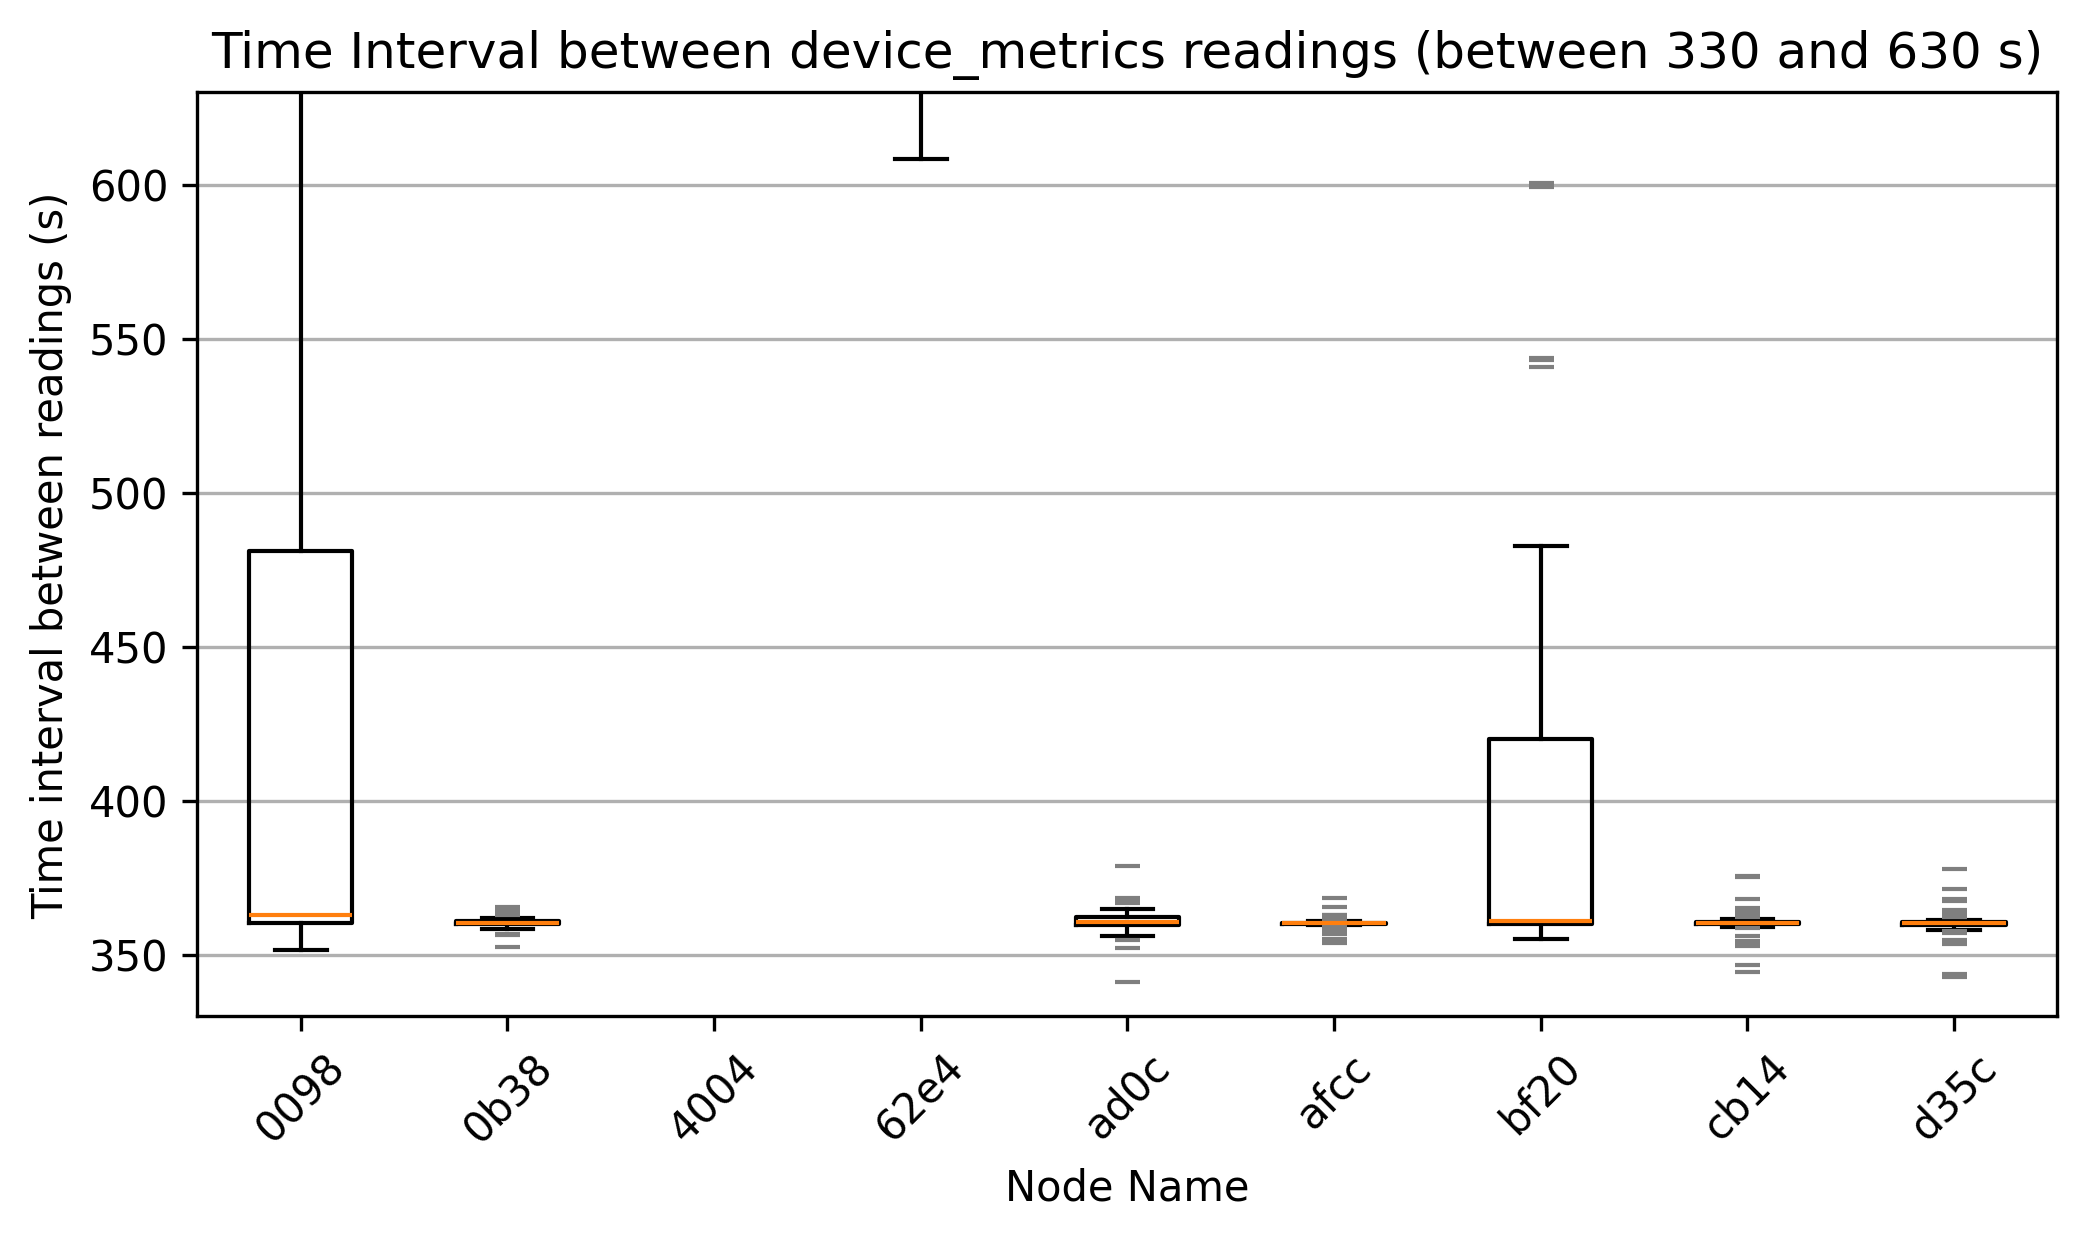 Time Interval between device_metrics readings (between 330 and 630 s)
Time interval between readings (s)
600
550
500
450
400
350
0098
0b38
4004
62e4
ad0c
afcc
bf20
cb14
d35c
Node Name